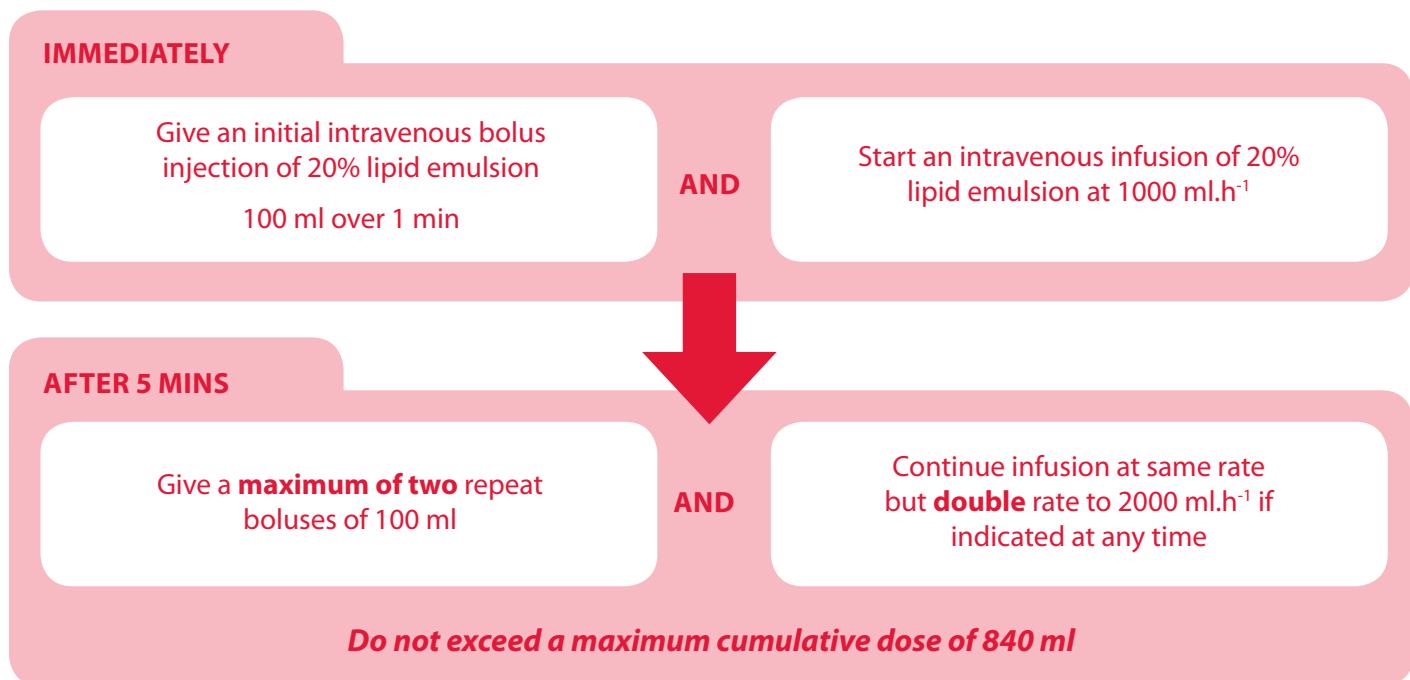 IMMEDIATELY
Give an initial intravenous bolus
injection of 20% lipid emulsion
100 ml over 1 min
AND
Start an intravenous infusion of 20%
lipid emulsion at 1000 ml.h⁻¹
AFTER 5 MINS
Give a maximum of two repeat
boluses of 100 ml
AND
Continue infusion at same rate
but double rate to 2000 ml.h⁻¹ if
indicated at any time
Do not exceed a maximum cumulative dose of 840 ml